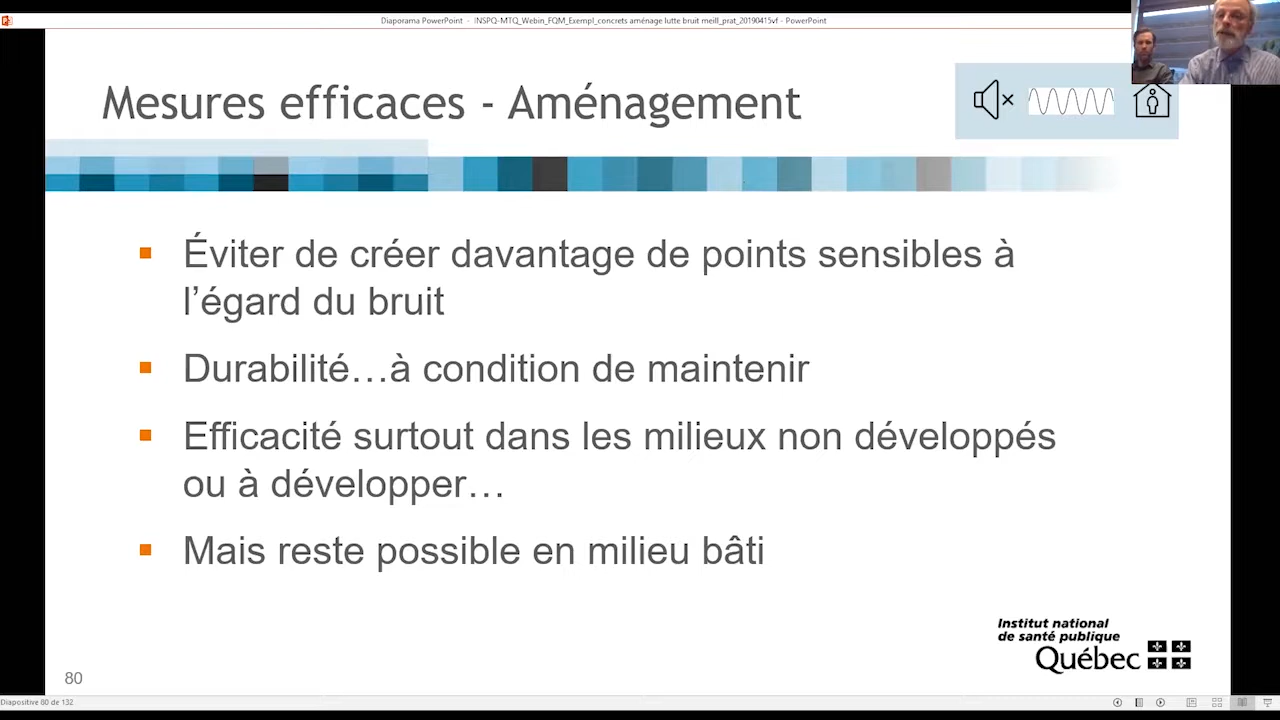 Diaporama PowerPoint - INSPQ-MTQ_Webin_FQM_Exempl_concrets aménage lutte bruit meill_prat_20190415vf - PowerPoint
Mesures efficaces - Aménagement
Éviter de créer davantage de points sensibles à
l’égard du bruit
Durabilité…à condition de maintenir
Efficacité surtout dans les milieux non développés
ou à développer…
Mais reste possible en milieu bâti
Institut national
de santé publique
Québec
80
Diapositive 80 de 132